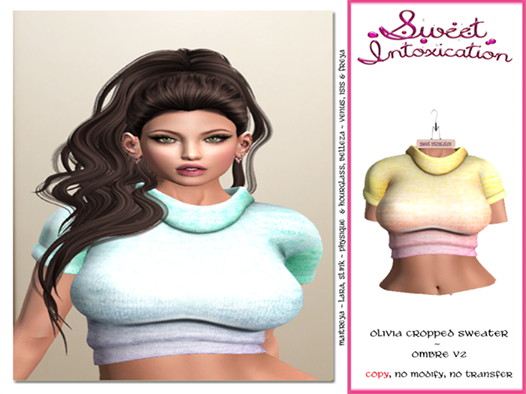 Sweet
Intoxication
maitreya ~ Lara, Slink ~ physique & hourglass, Belleza ~ Venus, Isis & Freya
Olivia Cropped Sweater
~
Ombre V2
copy, no modify, no transfer